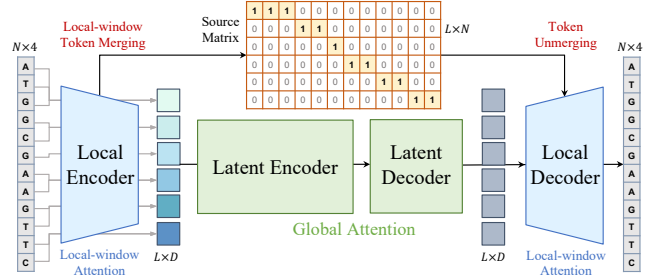 Local-window
Token Merging
Source
Matrix
1 1 1 0 0 0 0 0 0 0 0 0
0 0 0 1 1 0 0 0 0 0 0 0
0 0 0 0 0 1 0 0 0 0 0 0
0 0 0 0 0 0 1 1 0 0 0 0
0 0 0 0 0 0 0 0 1 1 0 0
0 0 0 0 0 0 0 0 0 0 1 1
L×N
Token
Unmerging
N×4
A
T
G
G
C
G
A
A
G
T
T
C
Local
Encoder
Local-window
Attention
L×D
Latent Encoder
Latent
Decoder
Global Attention
L×D
Local
Decoder
Local-window
Attention
N×4
A
T
G
G
C
G
A
A
G
T
T
C